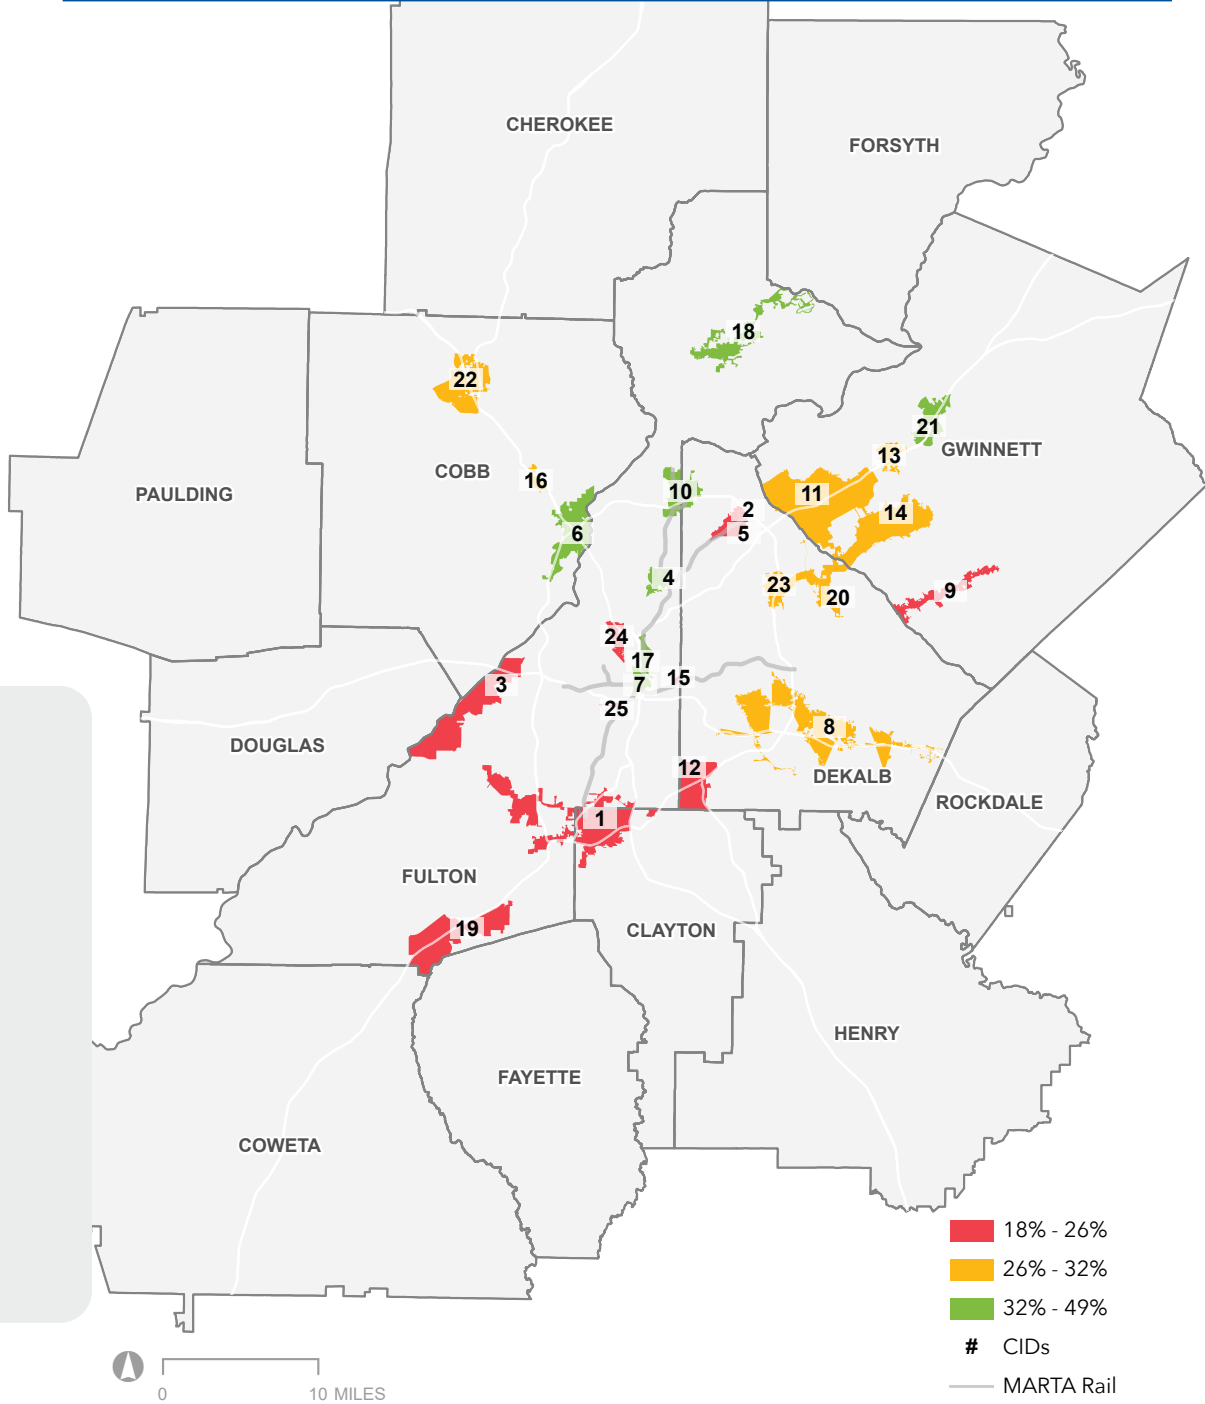 CHEROKEE
FORSYTH
18
22
21
13
GWINNETT
COBB
16
PAULDING
10
11
2
14
6
5
4
23
20
9
24
17
3
7
15
25
8
DOUGLAS
12
DEKALB
ROCKDALE
1
FULTON
19
CLAYTON
HENRY
FAYETTE
COWETA
18% - 26%
26% - 32%
32% - 49%
# CIDs
MARTA Rail
0 10 MILES